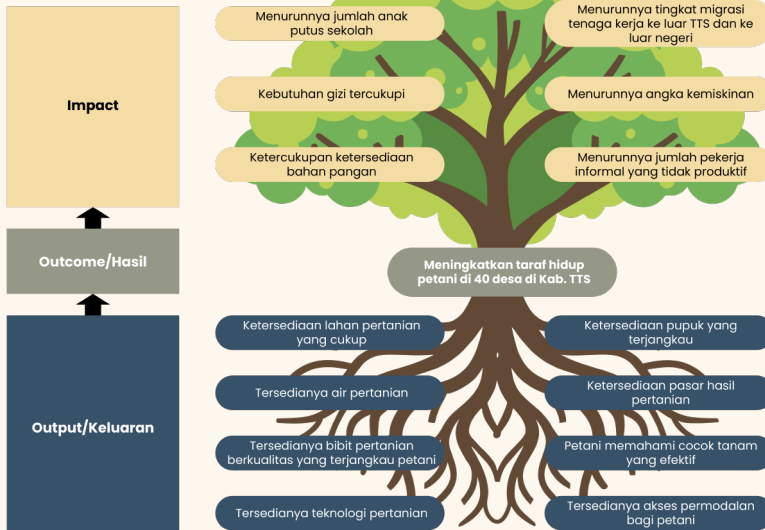 Impact
Menurunnya jumlah anak
putus sekolah
Menurunnya tingkat migrasi
tenaga kerja ke luar TTS dan ke
luar negeri
Kebutuhan gizi tercukupi
Menurunnya angka kemiskinan
Ketercukupan ketersediaan
bahan pangan
Menurunnya jumlah pekerja
informal yang tidak produktif
Outcome/Hasil
Meningkatkan taraf hidup
petani di 40 desa di Kab. TTS
Output/Keluaran
Ketersediaan lahan pertanian
yang cukup
Ketersediaan pupuk yang
terjangkau
Tersedianya air pertanian
Ketersediaan pasar hasil
pertanian
Tersedianya bibit pertanian
berkualitas yang terjangkau petani
Petani memahami cocok tanam
yang efektif
Tersedianya teknologi pertanian
Tersedianya akses permodalan
bagi petani